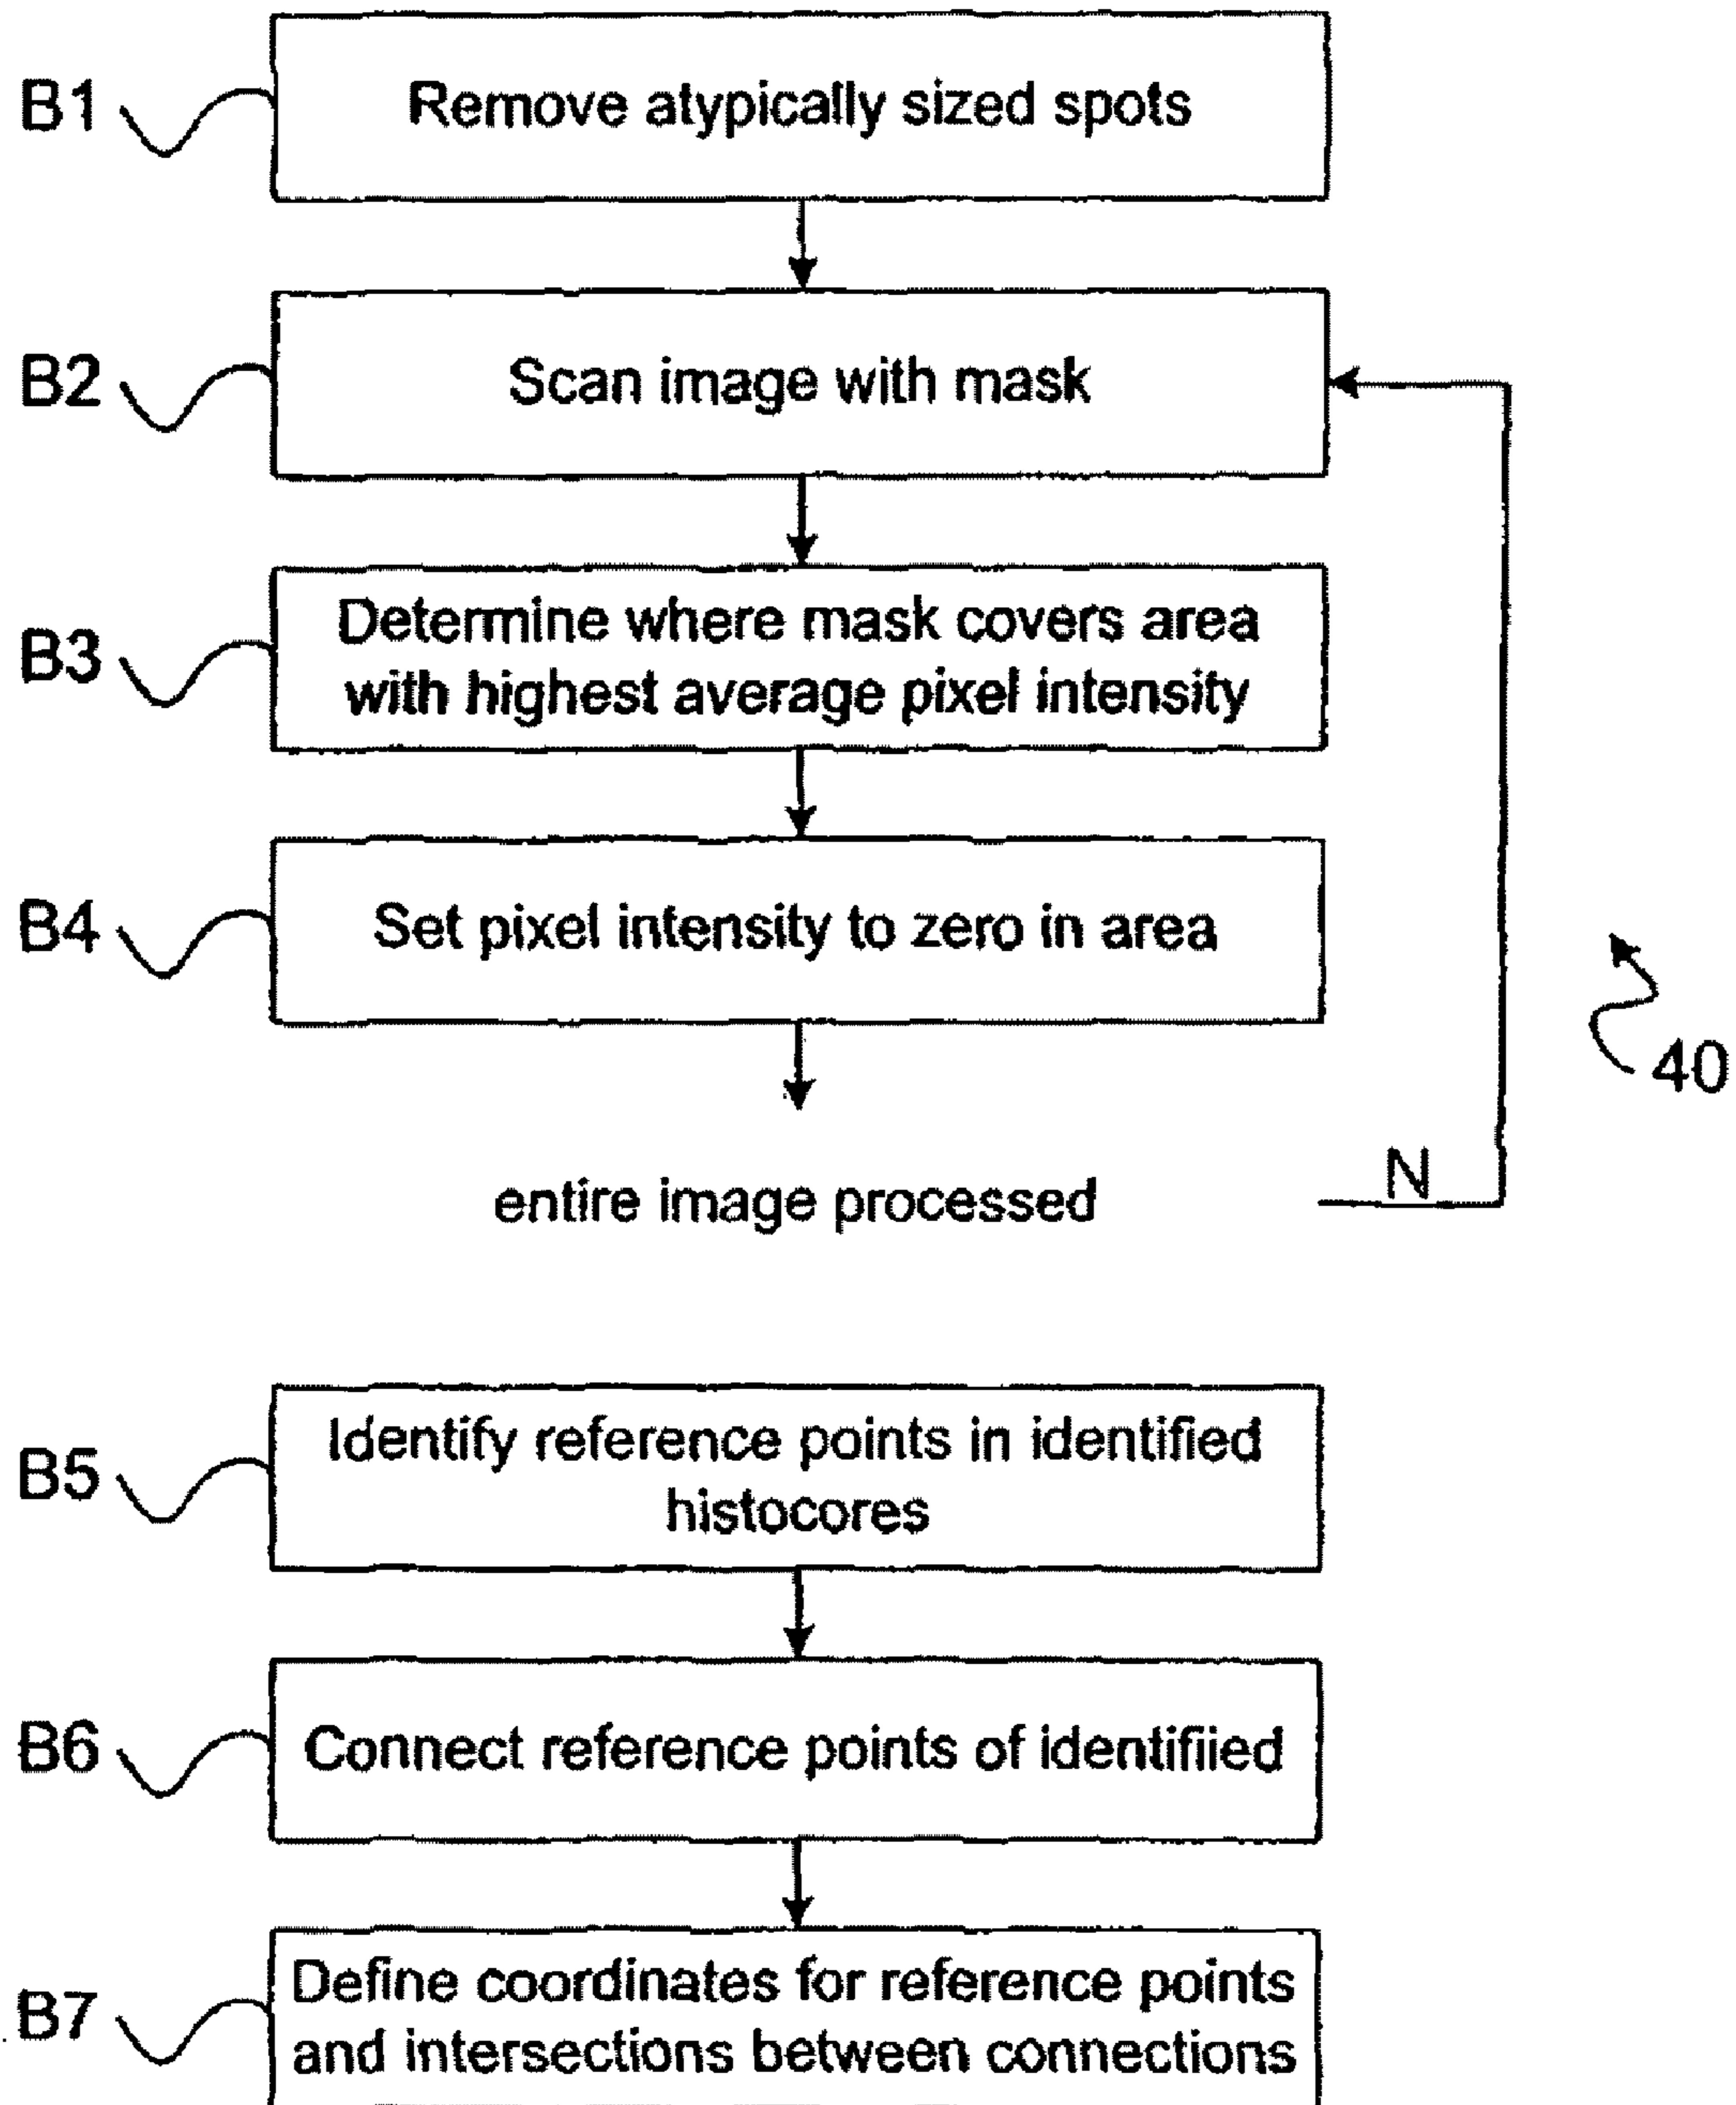 B1
Remove atypically sized spots
B2
Scan image with mask
B3
Determine where mask covers area
with highest average pixel intensity
B4
Set pixel intensity to zero in area
40
entire image processed
N
B5
Identify reference points in identified
histocores
B6
Connect reference points of identifiied
B7
Define coordinates for reference points
and intersections between connections